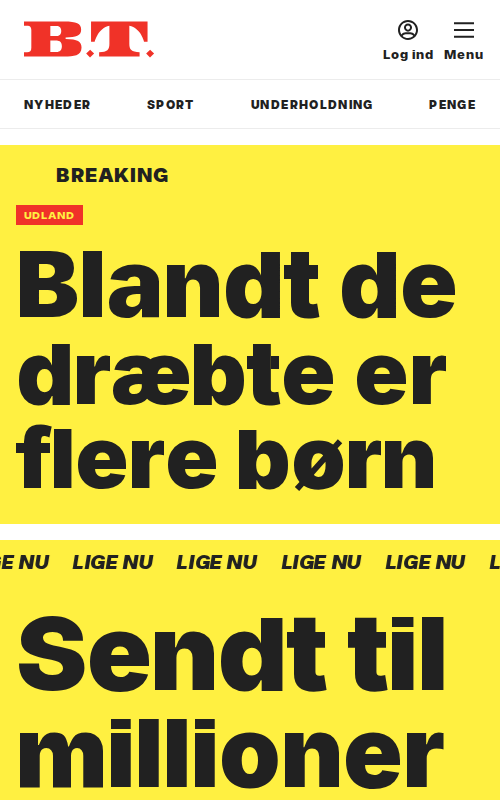 B.T.
Log ind
Menu
NYHEDER SPORT UNDERHOLDNING PENGE
BREAKING
UDLAND
Blandt de
dræbte er
flere børn
E NU LIGE NU LIGE NU LIGE NU LIGE NU L
Sendt til
millioner